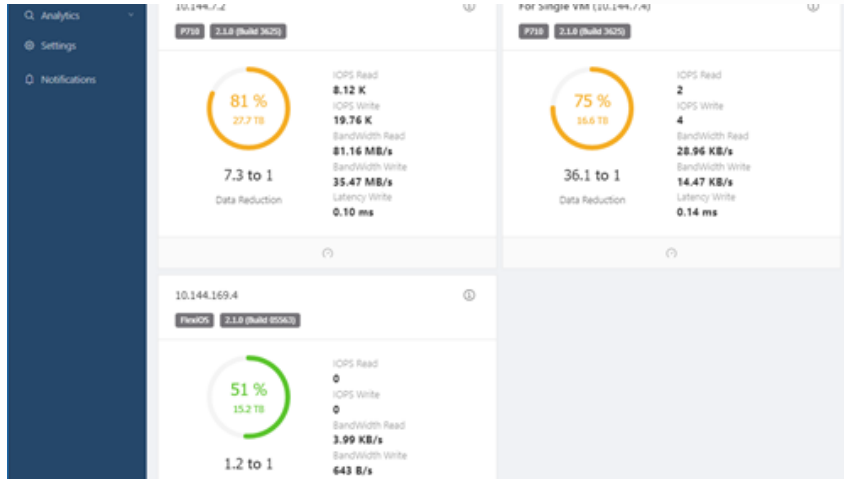 Analytics
Settings
Notifications
10.144.7.2
P710 2.1.0 (Build 3625)
81 %
27.7 TB
7.3 to 1
Data Reduction
IOPS Read
8.12 K
IOPS Write
19.76 K
BandWidth Read
81.16 MB/s
BandWidth Write
35.47 MB/s
Latency Write
0.10 ms
For Single VM (10.144.7.4)
P710 2.1.0 (Build 3625)
75 %
16.6 TB
36.1 to 1
Data Reduction
IOPS Read
2
IOPS Write
4
BandWidth Read
28.96 KB/s
BandWidth Write
14.47 KB/s
Latency Write
0.14 ms
10.144.169.4
FlexiOS 2.1.0 (Build 05563)
51 %
15.2 TB
1.2 to 1
IOPS Read
0
IOPS Write
0
BandWidth Read
3.99 KB/s
BandWidth Write
643 B/s